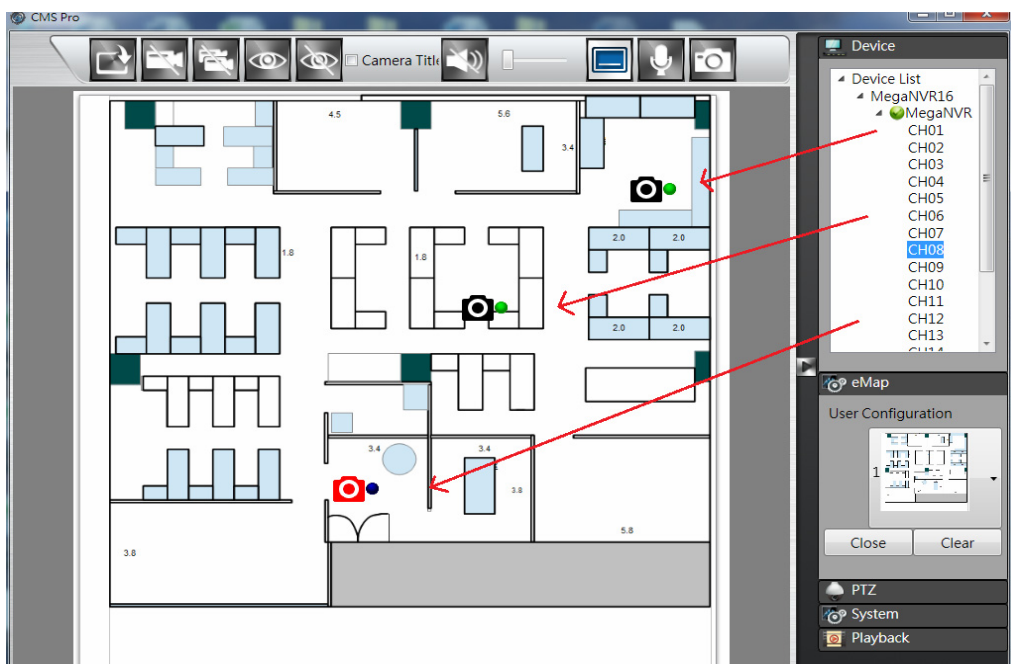 CMS Pro
Camera Title
Device
Device List
MegaNVR16
MegaNVR
CH01
CH02
CH03
CH04
CH05
CH06
CH07
CH08
CH09
CH10
CH11
CH12
CH13
CH14
eMap
User Configuration
1
Close
Clear
PTZ
System
Playback
4.5
5.6
3.4
2.0 2.0
1.8
1.8
2.0 2.0
3.4
3.4
3.8
5.8
3.8